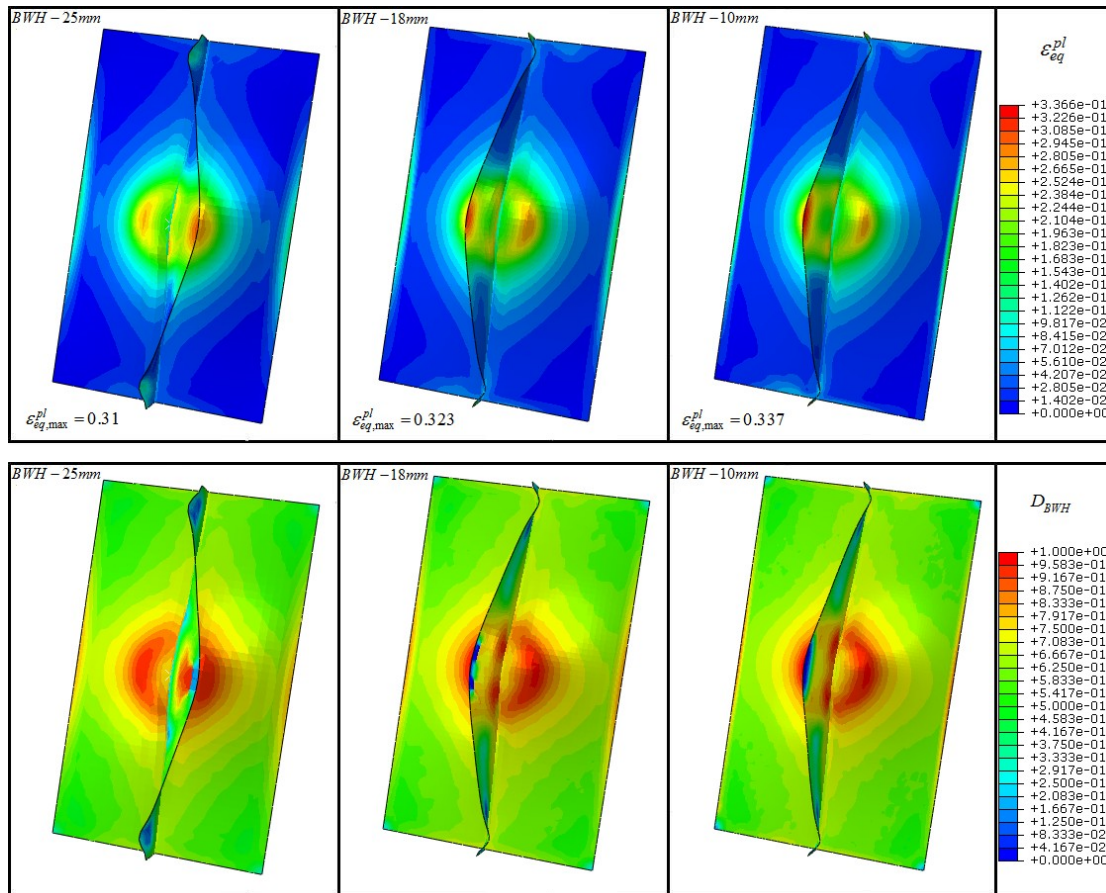 BWH−25mm
BWH−18mm
BWH−10mm
ε^{pl}_{eq}
+3.366e-01
+3.226e-01
+3.085e-01
+2.945e-01
+2.805e-01
+2.665e-01
+2.524e-01
+2.384e-01
+2.244e-01
+2.104e-01
+1.963e-01
+1.823e-01
+1.683e-01
+1.543e-01
+1.402e-01
+1.262e-01
+1.122e-01
+9.817e-02
+8.415e-02
+7.012e-02
+5.610e-02
+4.207e-02
+2.805e-02
+1.402e-02
+0.000e+00
ε^{pl}_{eq,max}=0.31
ε^{pl}_{eq,max}=0.323
ε^{pl}_{eq,max}=0.337
BWH−25mm
BWH−18mm
BWH−10mm
D_{BWH}
+1.000e+00
+9.583e-01
+9.167e-01
+8.750e-01
+8.333e-01
+7.917e-01
+7.500e-01
+7.083e-01
+6.667e-01
+6.250e-01
+5.833e-01
+5.417e-01
+5.000e-01
+4.583e-01
+4.167e-01
+3.750e-01
+3.333e-01
+2.917e-01
+2.500e-01
+2.083e-01
+1.667e-01
+1.250e-01
+8.333e-02
+4.167e-02
+0.000e+00